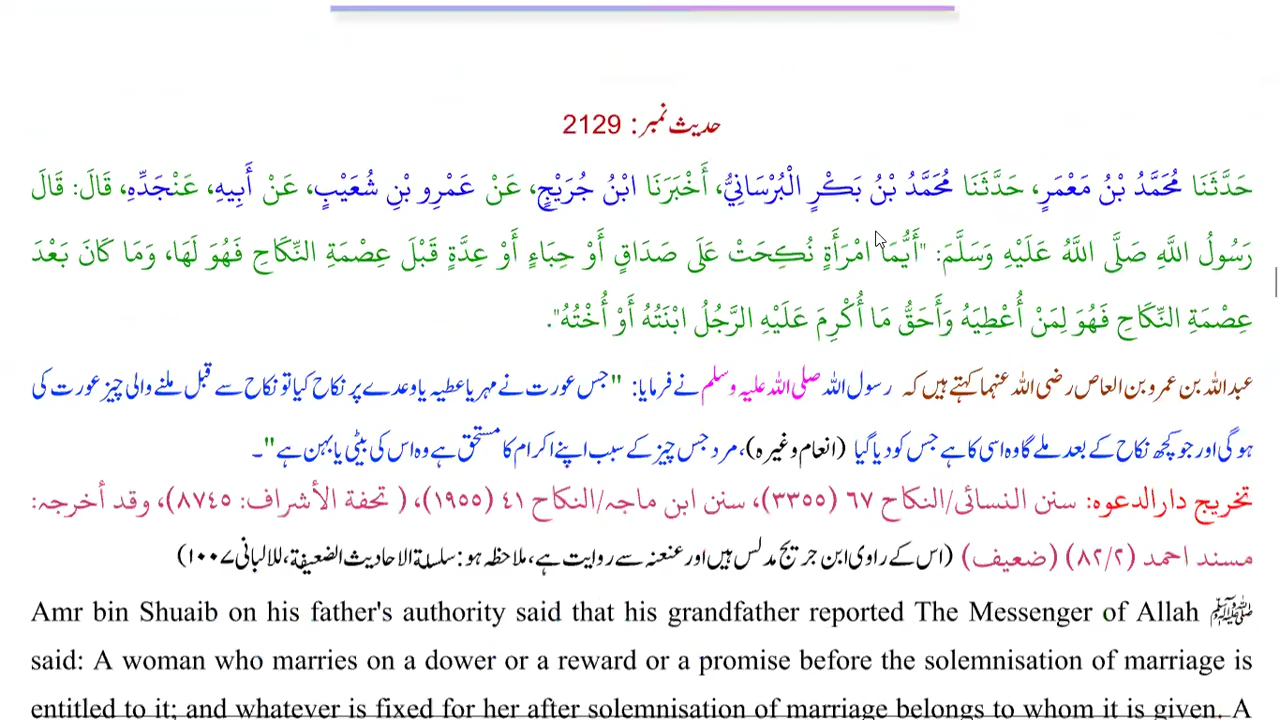 حدیث نمبر: 2129
حَدَّثَنَا مُحَمَّدُ بْنُ مَعْمَرٍ، حَدَّثَنَا مُحَمَّدُ بْنُ بَكْرٍ الْبُرْسَانِيُّ، أَخْبَرَنَا ابْنُ جُرَيْجٍ، عَنْ عَمْرِو بْنِ شُعَيْبٍ، عَنْ أَبِيهِ، عَنْجَدِّهِ، قَالَ: قَالَ
رَسُولُ اللَّهِ صَلَّى اللَّهُ عَلَيْهِ وَسَلَّمَ: "أَيُّمَا امْرَأَةٍ نُكِحَتْ عَلَى صَدَاقٍ أَوْ حِبَاءٍ أَوْ عِدَّةٍ قَبْلَ عِصْمَةِ النِّكَاحِ فَهُوَ لَهَا، وَمَا كَانَ بَعْدَ
عِصْمَةِ النِّكَاحِ فَهُوَ لِمَنْ أُعْطِيَهُ وَأَحَقُّ مَا أُكْرِمَ عَلَيْهِ الرَّجُلُ ابْنَتُهُ أَوْ أُخْتُهُ".
عبداللہ بن عمرو بن العاص رضی اللہ عنہما کہتے ہیں کہ رسول اللہ صلی اللہ علیہ وسلم نے فرمایا: "جس عورت نے مہر یا عطیہ یا وعدے پر نکاح کیا تو نکاح سے قبل ملنے والی چیز عورت کی
ہو گی اور جو کچھ نکاح کے بعد ملے گا وہ اسی کا ہے جس کو دیا گیا (انعام وغیرہ)، مرد جس چیز کے سبب اپنے اکرام کا مستحق ہے وہ اس کی بیٹی یا بہن ہے"۔
تخریج دارالدعوہ: سنن النسائی/النکاح ٦٧ (٣٣٥٥)، سنن ابن ماجہ/النکاح ٤١ (١٩٥٥)، ( تحفة الأشراف: ٨٧٤٥)، وقد أخرجہ:
مسند احمد (٨٢/٢) (ضعیف) (اس کے راوی ابن جریج مدلس ہیں اور عنعنہ سے روایت ہے، ملاحظہ ہو: سلسلۃ الاحادیث الضعیفۃ، للالبانی ١٠٠٧)
Amr bin Shuaib on his father's authority said that his grandfather reported The Messenger of Allah ﷺ
said: A woman who marries on a dower or a reward or a promise before the solemnisation of marriage is
entitled to it; and whatever is fixed for her after solemnisation of marriage belongs to whom it is given. A